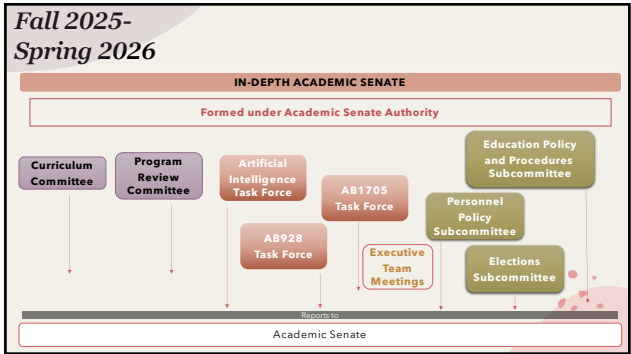 Fall 2025-
Spring 2026
IN-DEPTH ACADEMIC SENATE
Formed under Academic Senate Authority
Curriculum
Committee
Program
Review
Committee
Artificial
Intelligence
Task Force
AB928
Task Force
AB1705
Task Force
Executive
Team
Meetings
Education Policy
and Procedures
Subcommittee
Personnel
Policy
Subcommittee
Elections
Subcommittee
Reports to
Academic Senate